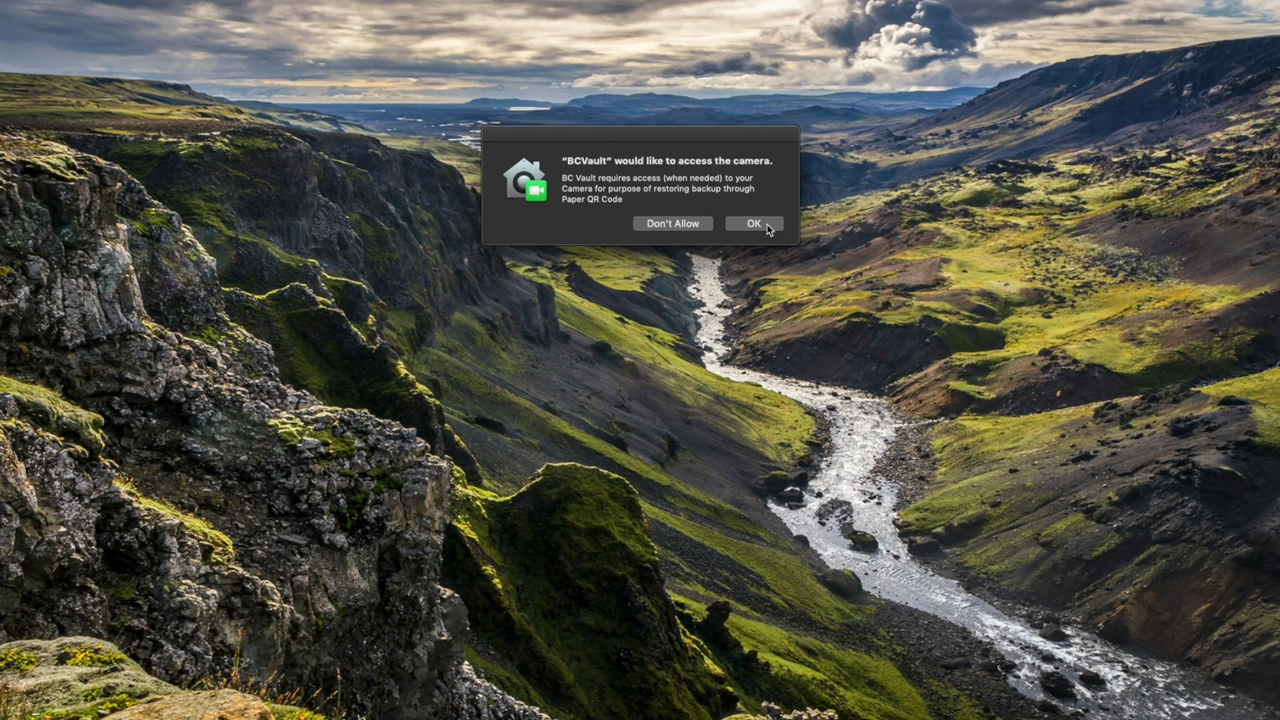 “BCVault” would like to access the camera.
BC Vault requires access (when needed) to your
Camera for purpose of restoring backup through
Paper QR Code
Don’t Allow
OK